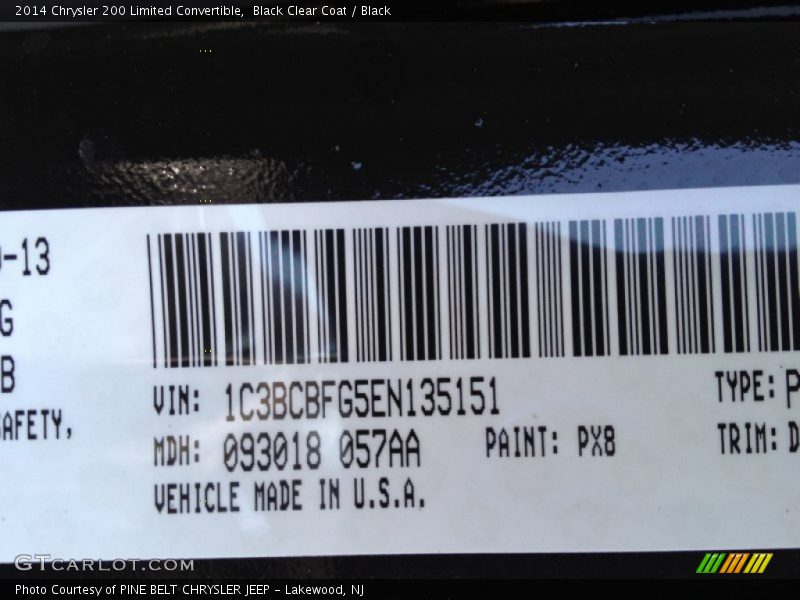 2014 Chrysler 200 Limited Convertible,  Black Clear Coat / Black
-13
G
B
SAFETY,
VIN: 1C3BCBFG5EN135151
TYPE: P
MDH: 093018 057AA
PAINT: PX8
TRIM: D
VEHICLE MADE IN U.S.A.
GTCARLOT.COM
Photo Courtesy of PINE BELT CHRYSLER JEEP - Lakewood, NJ